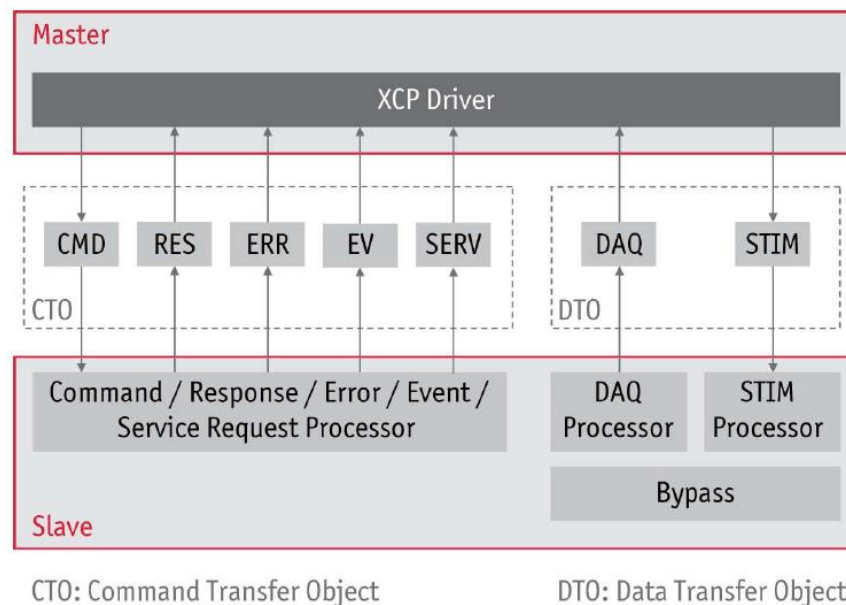 Master
XCP Driver
CMD RES ERR EV SERV DAQ STIM
CTO DTO
Command / Response / Error / Event /
Service Request Processor
DAQ
Processor
STIM
Processor
Bypass
Slave
CTO: Command Transfer Object
DTO: Data Transfer Object